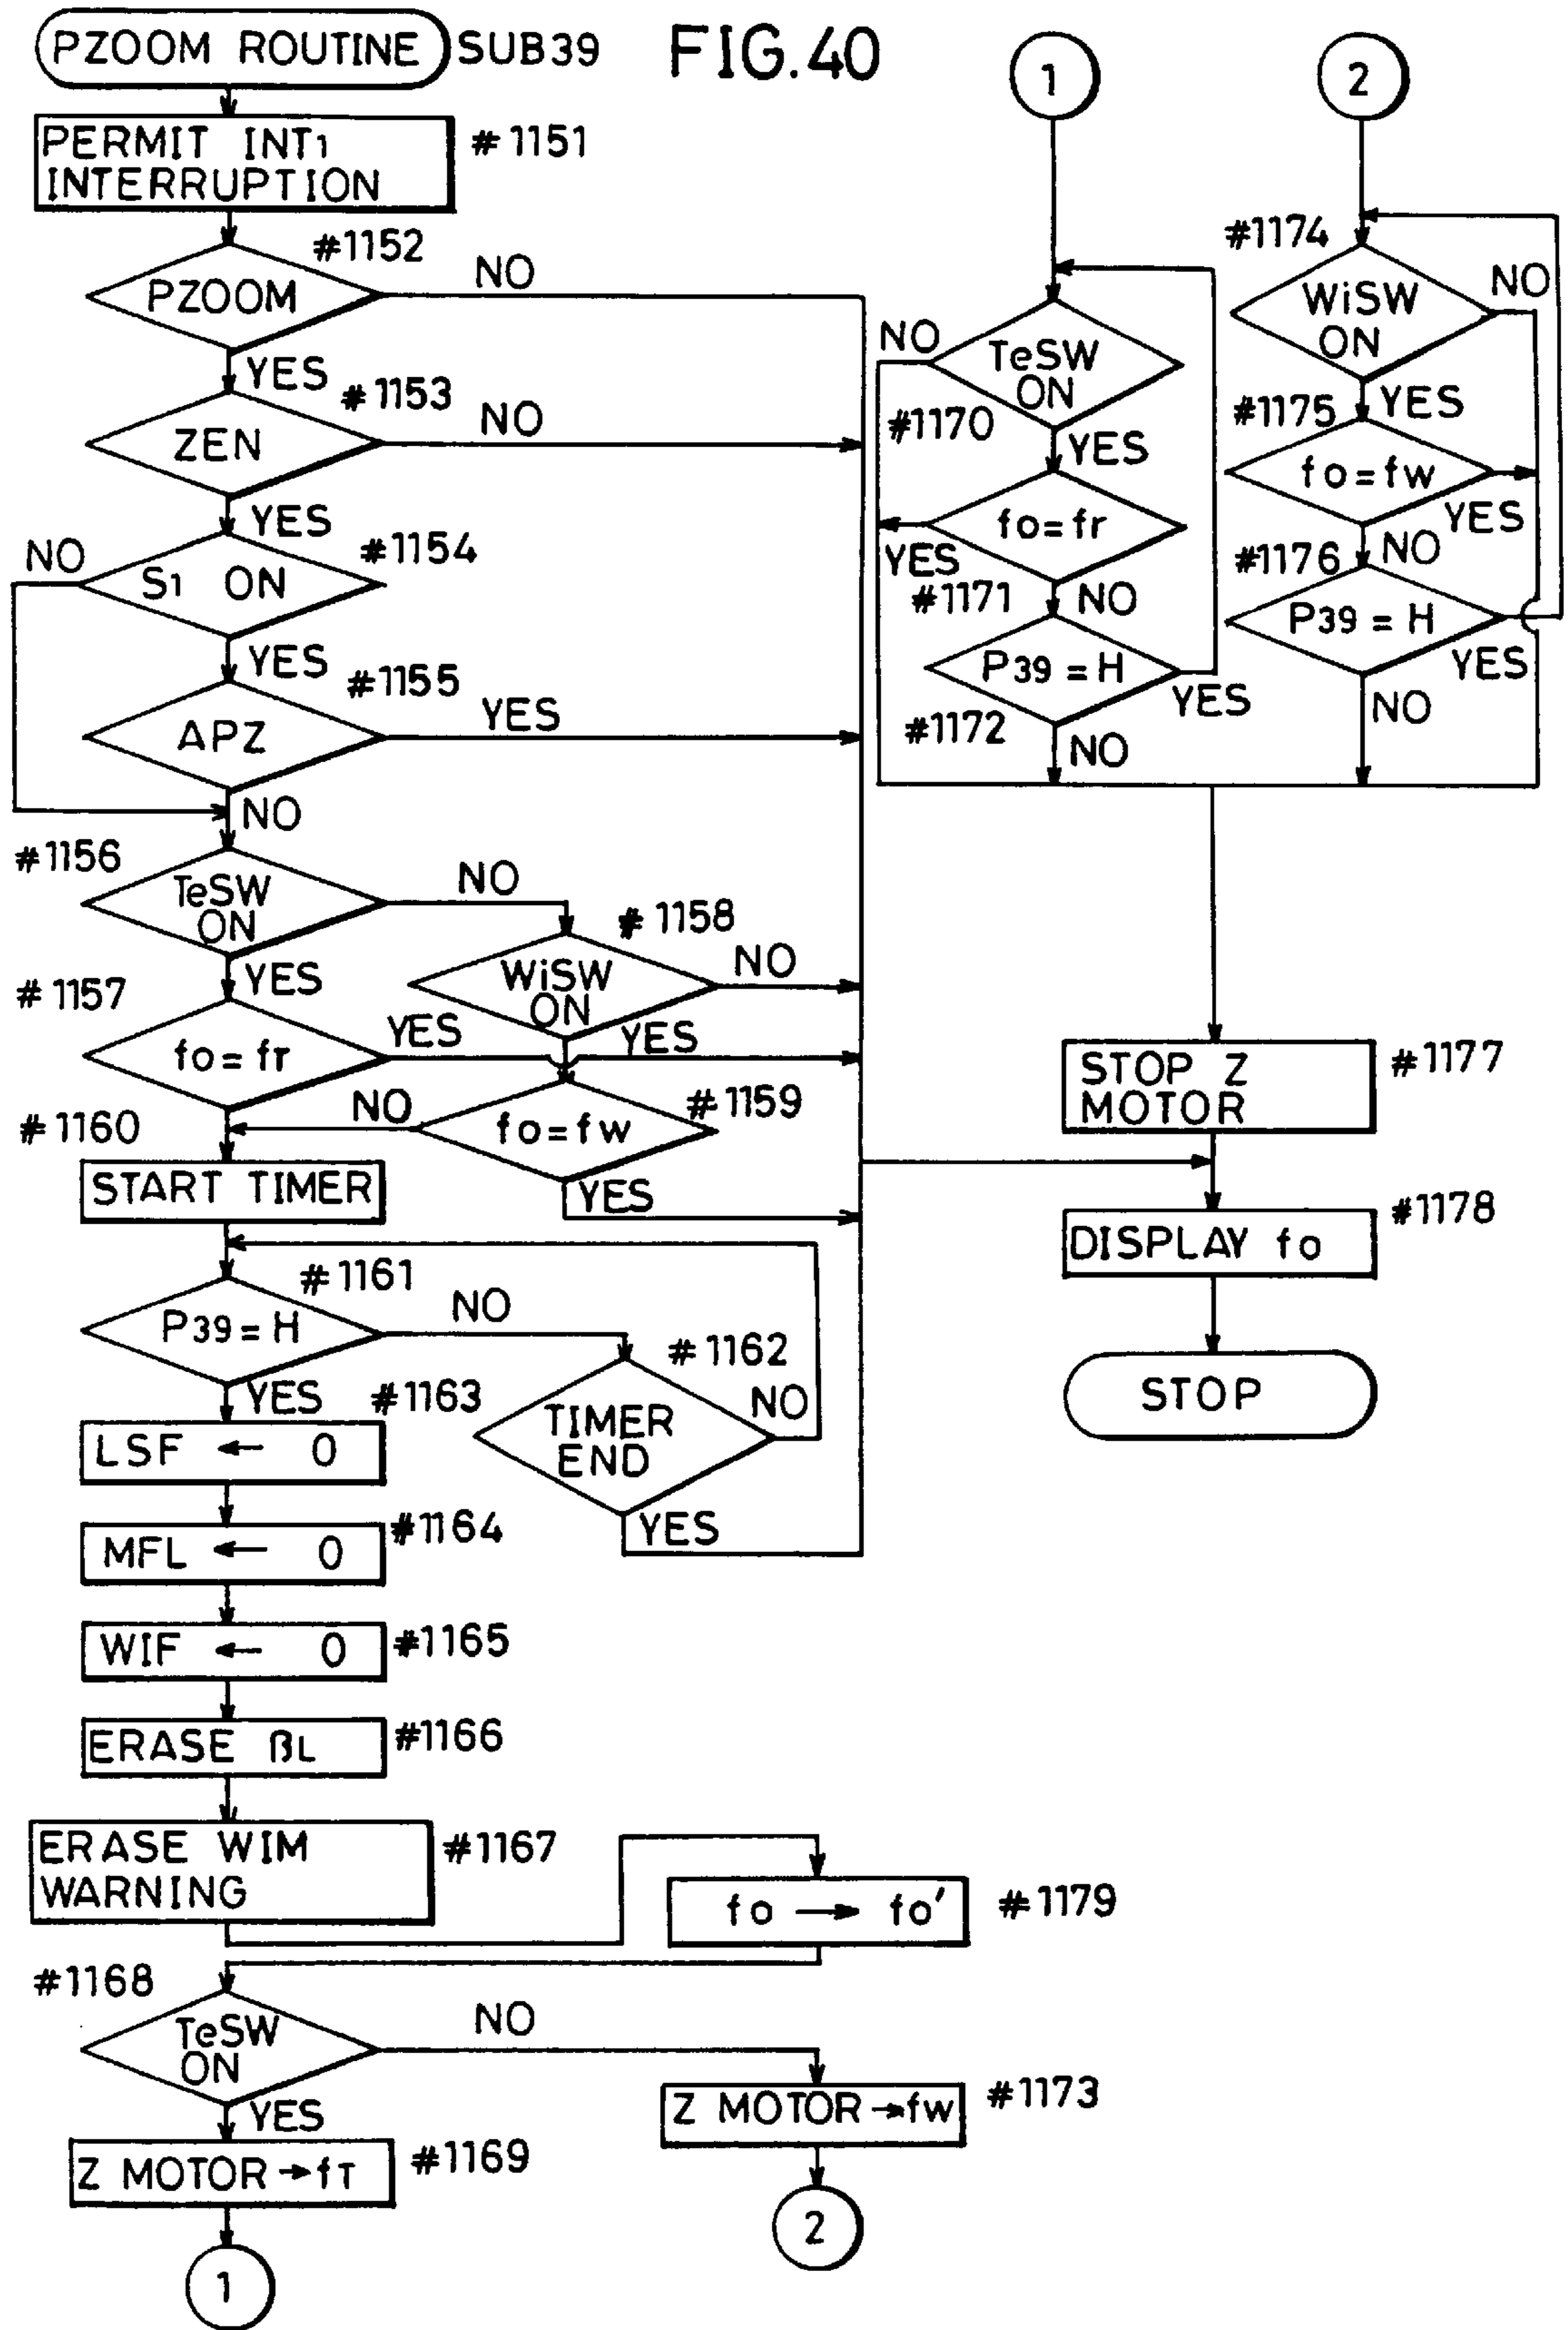 FIG.40
PZOOM ROUTINE SUB39
PERMIT INT1
INTERRUPTION
#1151
PZOOM
#1152
NO
YES
ZEN
#1153
NO
YES
S1 ON
#1154
NO
YES
APZ
#1155
YES
NO
#1156
TeSW
ON
NO
YES
#1158
WiSW
ON
NO
YES
#1157
fo=fr
YES
#1159
fo=fw
NO
YES
#1160
START TIMER
#1161
P39=H
NO
YES
#1162
TIMER
END
NO
YES
#1163
LSF ← 0
#1164
MFL ← 0
#1165
WIF ← 0
#1166
ERASE βL
#1167
ERASE WIM
WARNING
#1179
fo → fo'
#1168
TeSW
ON
NO
YES
#1173
Z MOTOR→fw
2
#1169
Z MOTOR→fT
1
1
TeSW
ON
NO
#1170
YES
fo=fr
YES
#1171
NO
P39=H
YES
#1172
NO
2
#1174
WiSW
ON
NO
#1175
YES
fo=fw
YES
#1176
NO
P39=H
YES
NO
STOP Z
MOTOR
#1177
DISPLAY fo
#1178
STOP